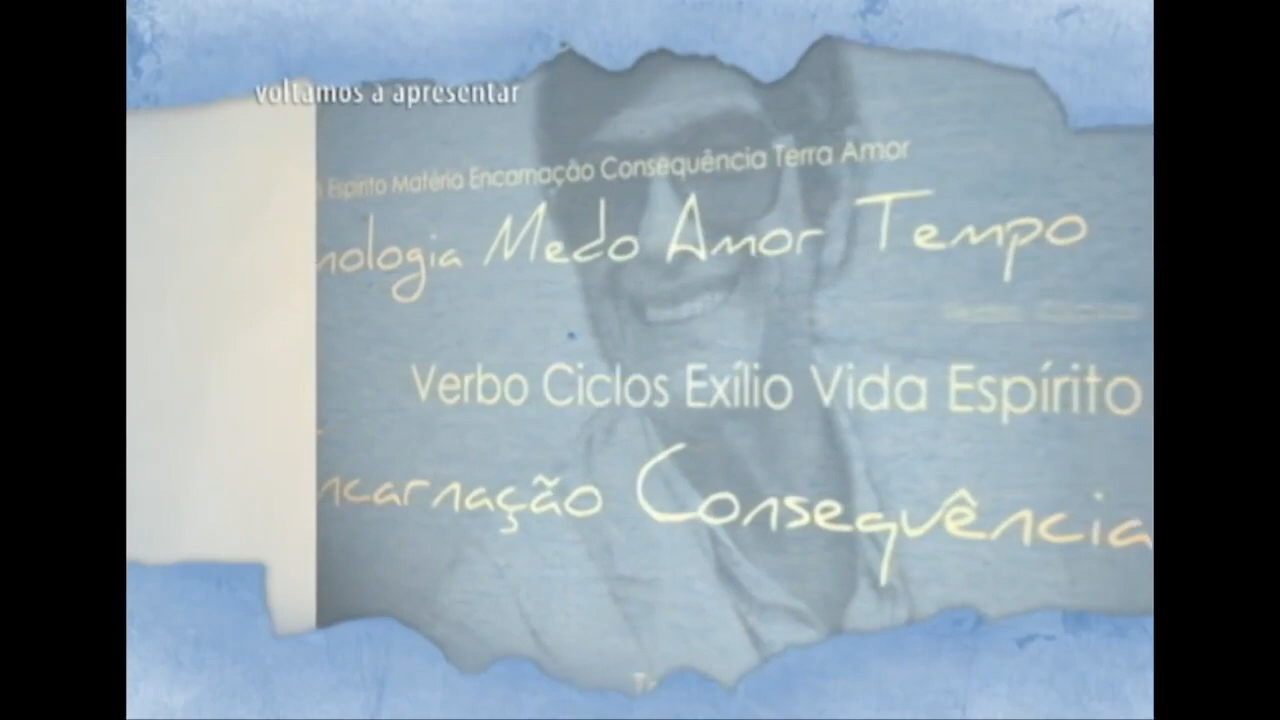 voltamos a apresentar
Espírito Matéria Encarnação Consequência Terra Amor
nologia Medo Amor Tempo
Verbo Ciclos Exílio Vida Espírito
ncarnação Consequência